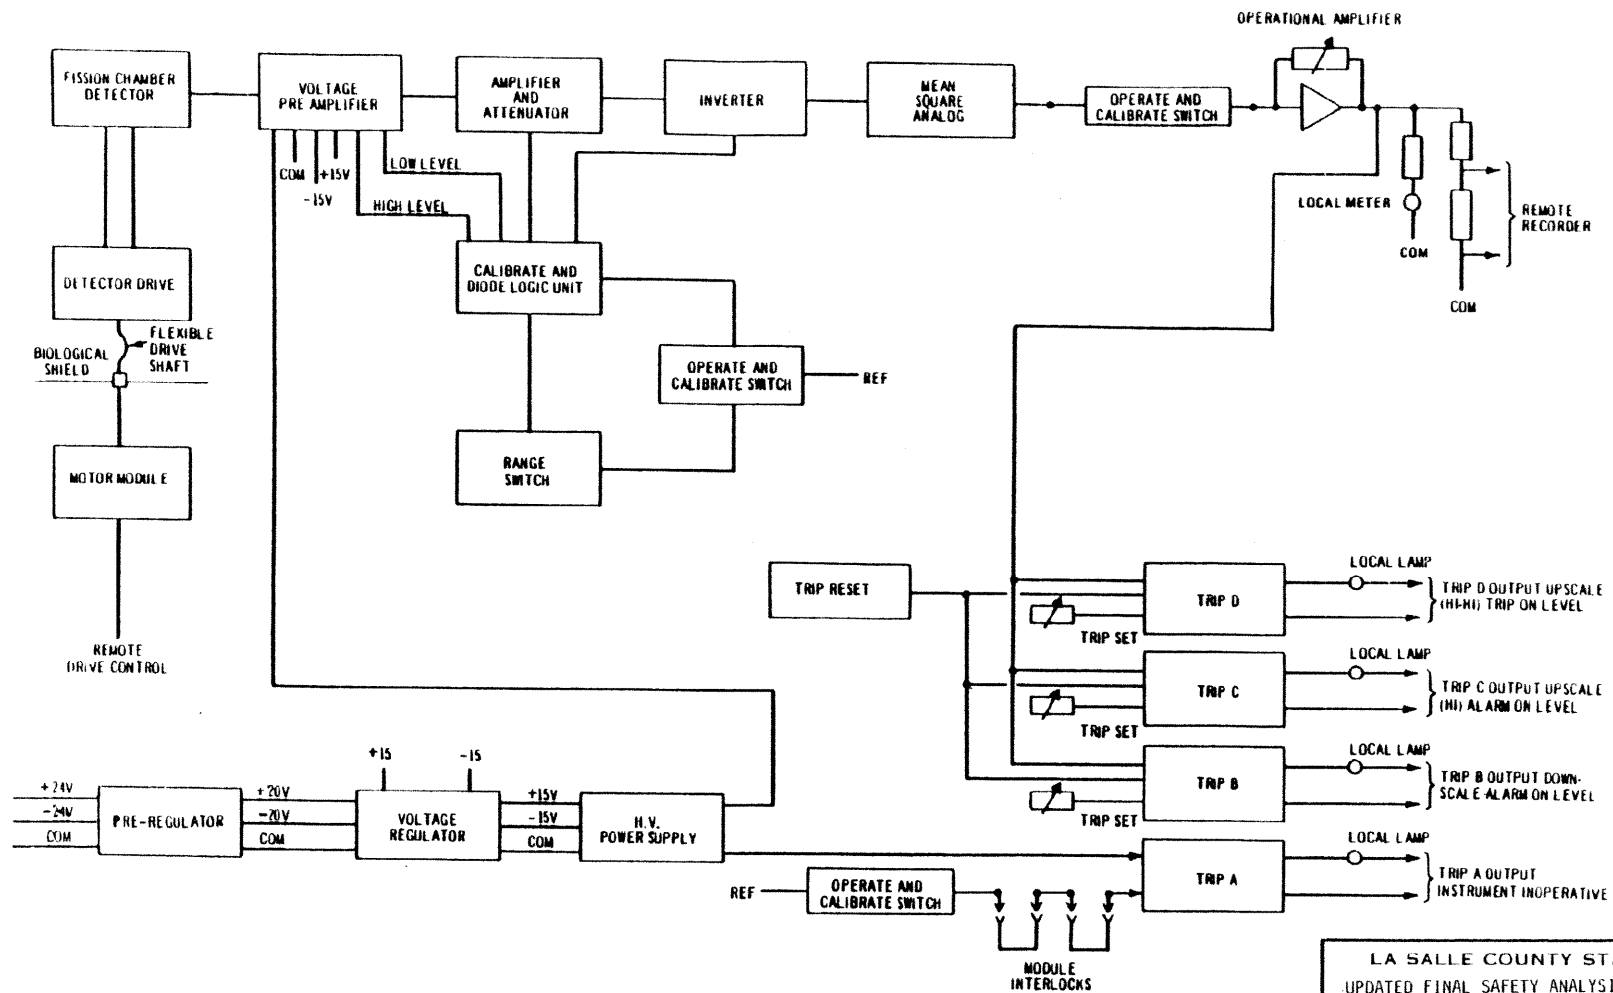 OPERATIONAL AMPLIFIER
FISSION CHAMBER
DETECTOR
VOLTAGE
PRE AMPLIFIER
AMPLIFIER
AND
ATTENUATOR
INVERTER
MEAN
SQUARE
ANALOG
OPERATE AND
CALIBRATE SWITCH
COM
-15V
+15V
LOW LEVEL
HIGH LEVEL
LOCAL METER
COM
REMOTE
RECORDER
COM
DETECTOR DRIVE
CALIBRATE AND
DIODE LOGIC UNIT
BIOLOGICAL
SHIELD
FLEXIBLE
DRIVE
SHAFT
OPERATE AND
CALIBRATE SWITCH
REF
MOTOR MODULE
RANGE
SWITCH
REMOTE
DRIVE CONTROL
TRIP RESET
TRIP SET
TRIP D
LOCAL LAMP
TRIP D OUTPUT UPSCALE
(HI-HI) TRIP ON LEVEL
TRIP SET
TRIP C
LOCAL LAMP
TRIP C OUTPUT UPSCALE
(HI) ALARM ON LEVEL
TRIP SET
TRIP B
LOCAL LAMP
TRIP B OUTPUT DOWN-
SCALE-ALARM ON LEVEL
+24V
-24V
COM
PRE-REGULATOR
+20V
-20V
COM
+15
-15
VOLTAGE
REGULATOR
+15V
-15V
COM
H.V.
POWER SUPPLY
TRIP A
LOCAL LAMP
TRIP A OUTPUT
INSTRUMENT INOPERATIVE
REF
OPERATE AND
CALIBRATE SWITCH
MODULE
INTERLOCKS
LA SALLE COUNTY ST
UPDATED FINAL SAFETY ANALYSI